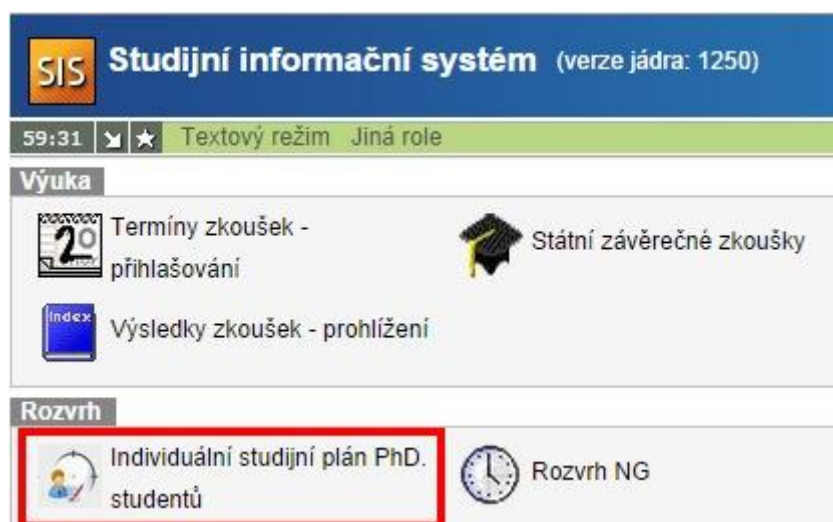 SIS Studijní informační systém (verze jádra: 1250)
59:31 Textový režim Jiná role
Výuka
Termíny zkoušek -
přihlašování
Státní závěrečné zkoušky
Index
Výsledky zkoušek - prohlížení
Rozvrh
Individuální studijní plán PhD.
studentů
Rozvrh NG